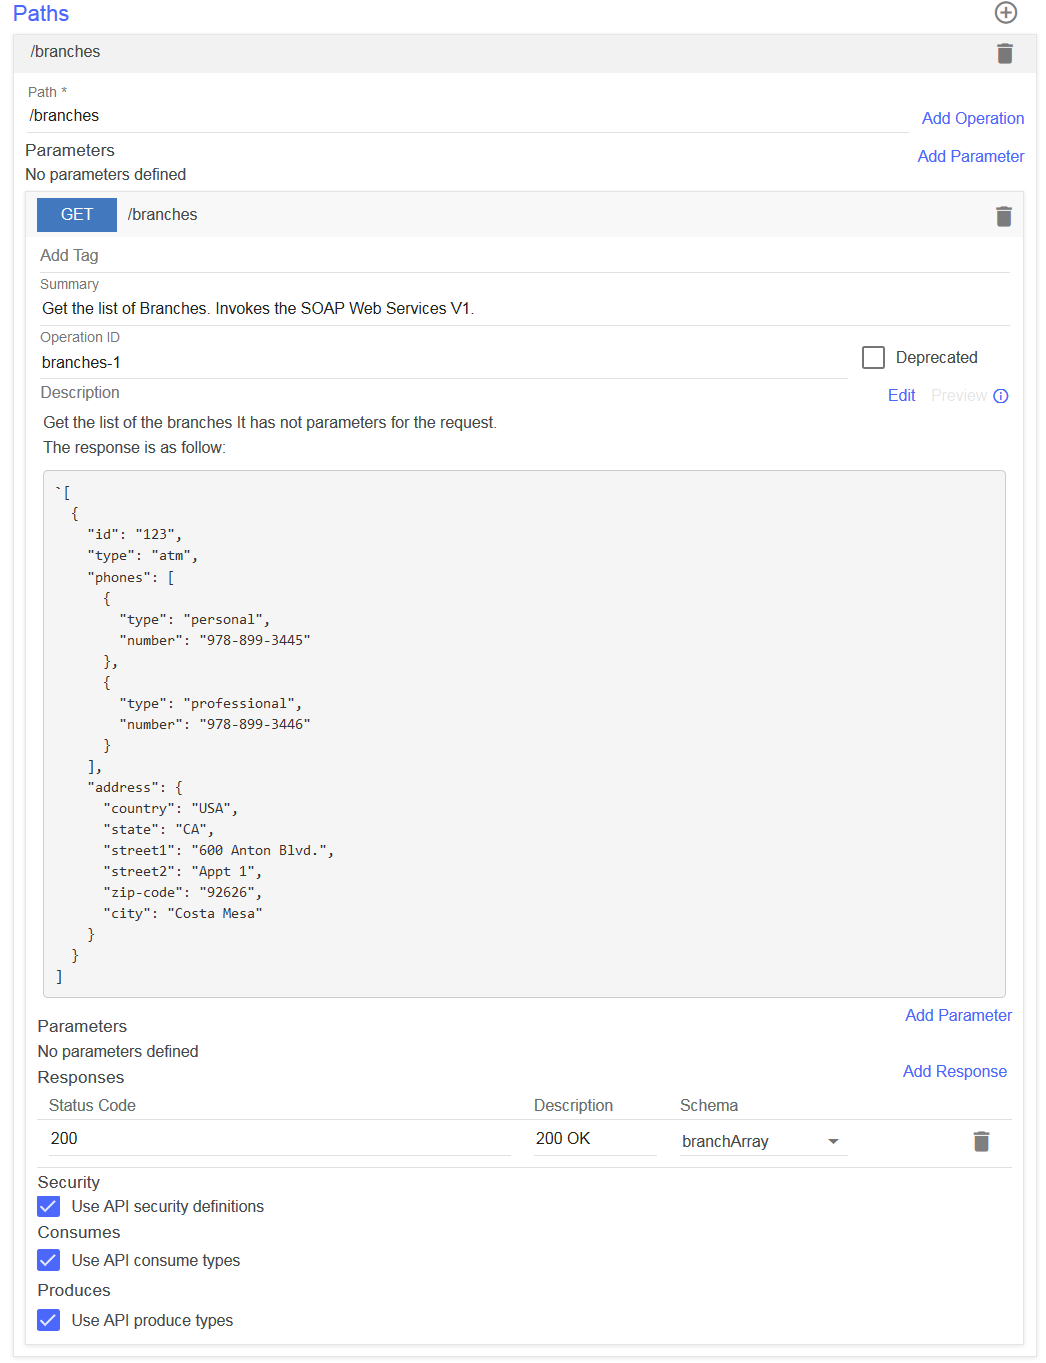 Paths
/branches
Path *
/branches
Add Operation
Parameters
Add Parameter
No parameters defined
GET /branches
Add Tag
Summary
Get the list of Branches. Invokes the SOAP Web Services V1.
Operation ID
branches-1
Deprecated
Description
Edit Preview
Get the list of the branches It has not parameters for the request.
The response is as follow:
`[
  {
    "id": "123",
    "type": "atm",
    "phones": [
      {
        "type": "personal",
        "number": "978-899-3445"
      },
      {
        "type": "professional",
        "number": "978-899-3446"
      }
    ],
    "address": {
      "country": "USA",
      "state": "CA",
      "street1": "600 Anton Blvd.",
      "street2": "Appt 1",
      "zip-code": "92626",
      "city": "Costa Mesa"
    }
  }
]
Add Parameter
Parameters
No parameters defined
Responses
Add Response
Status Code Description Schema
200 200 OK branchArray
Security
Use API security definitions
Consumes
Use API consume types
Produces
Use API produce types